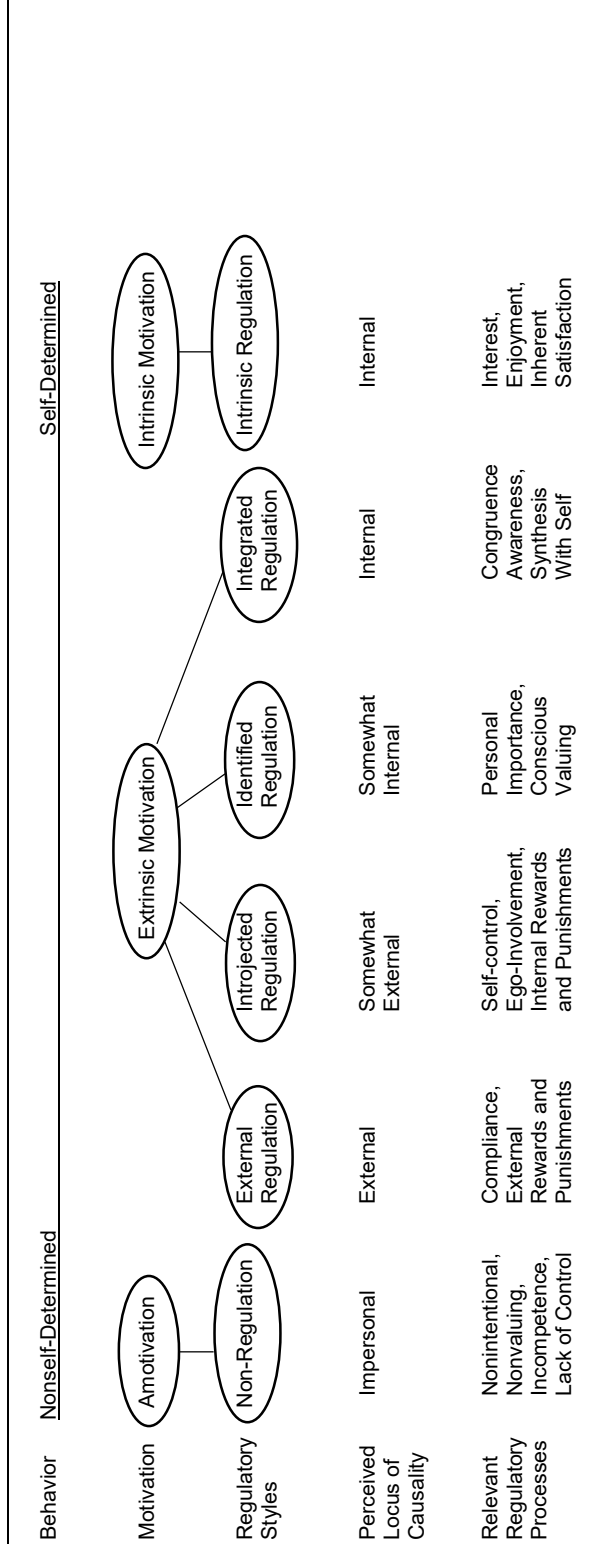 Behavior
Nonself-Determined
Self-Determined
Motivation
Amotivation
Extrinsic Motivation
Intrinsic Motivation
Regulatory
Styles
Non-Regulation
External
Regulation
Introjected
Regulation
Identified
Regulation
Integrated
Regulation
Intrinsic Regulation
Perceived
Locus of
Causality
Impersonal
External
Somewhat
External
Somewhat
Internal
Internal
Internal
Relevant
Regulatory
Processes
Nonintentional,
Nonvaluing,
Incompetence,
Lack of Control
Compliance,
External
Rewards and
Punishments
Self-control,
Ego-Involvement,
Internal Rewards
and Punishments
Personal
Importance,
Conscious
Valuing
Congruence
Awareness,
Synthesis
With Self
Interest,
Enjoyment,
Inherent
Satisfaction